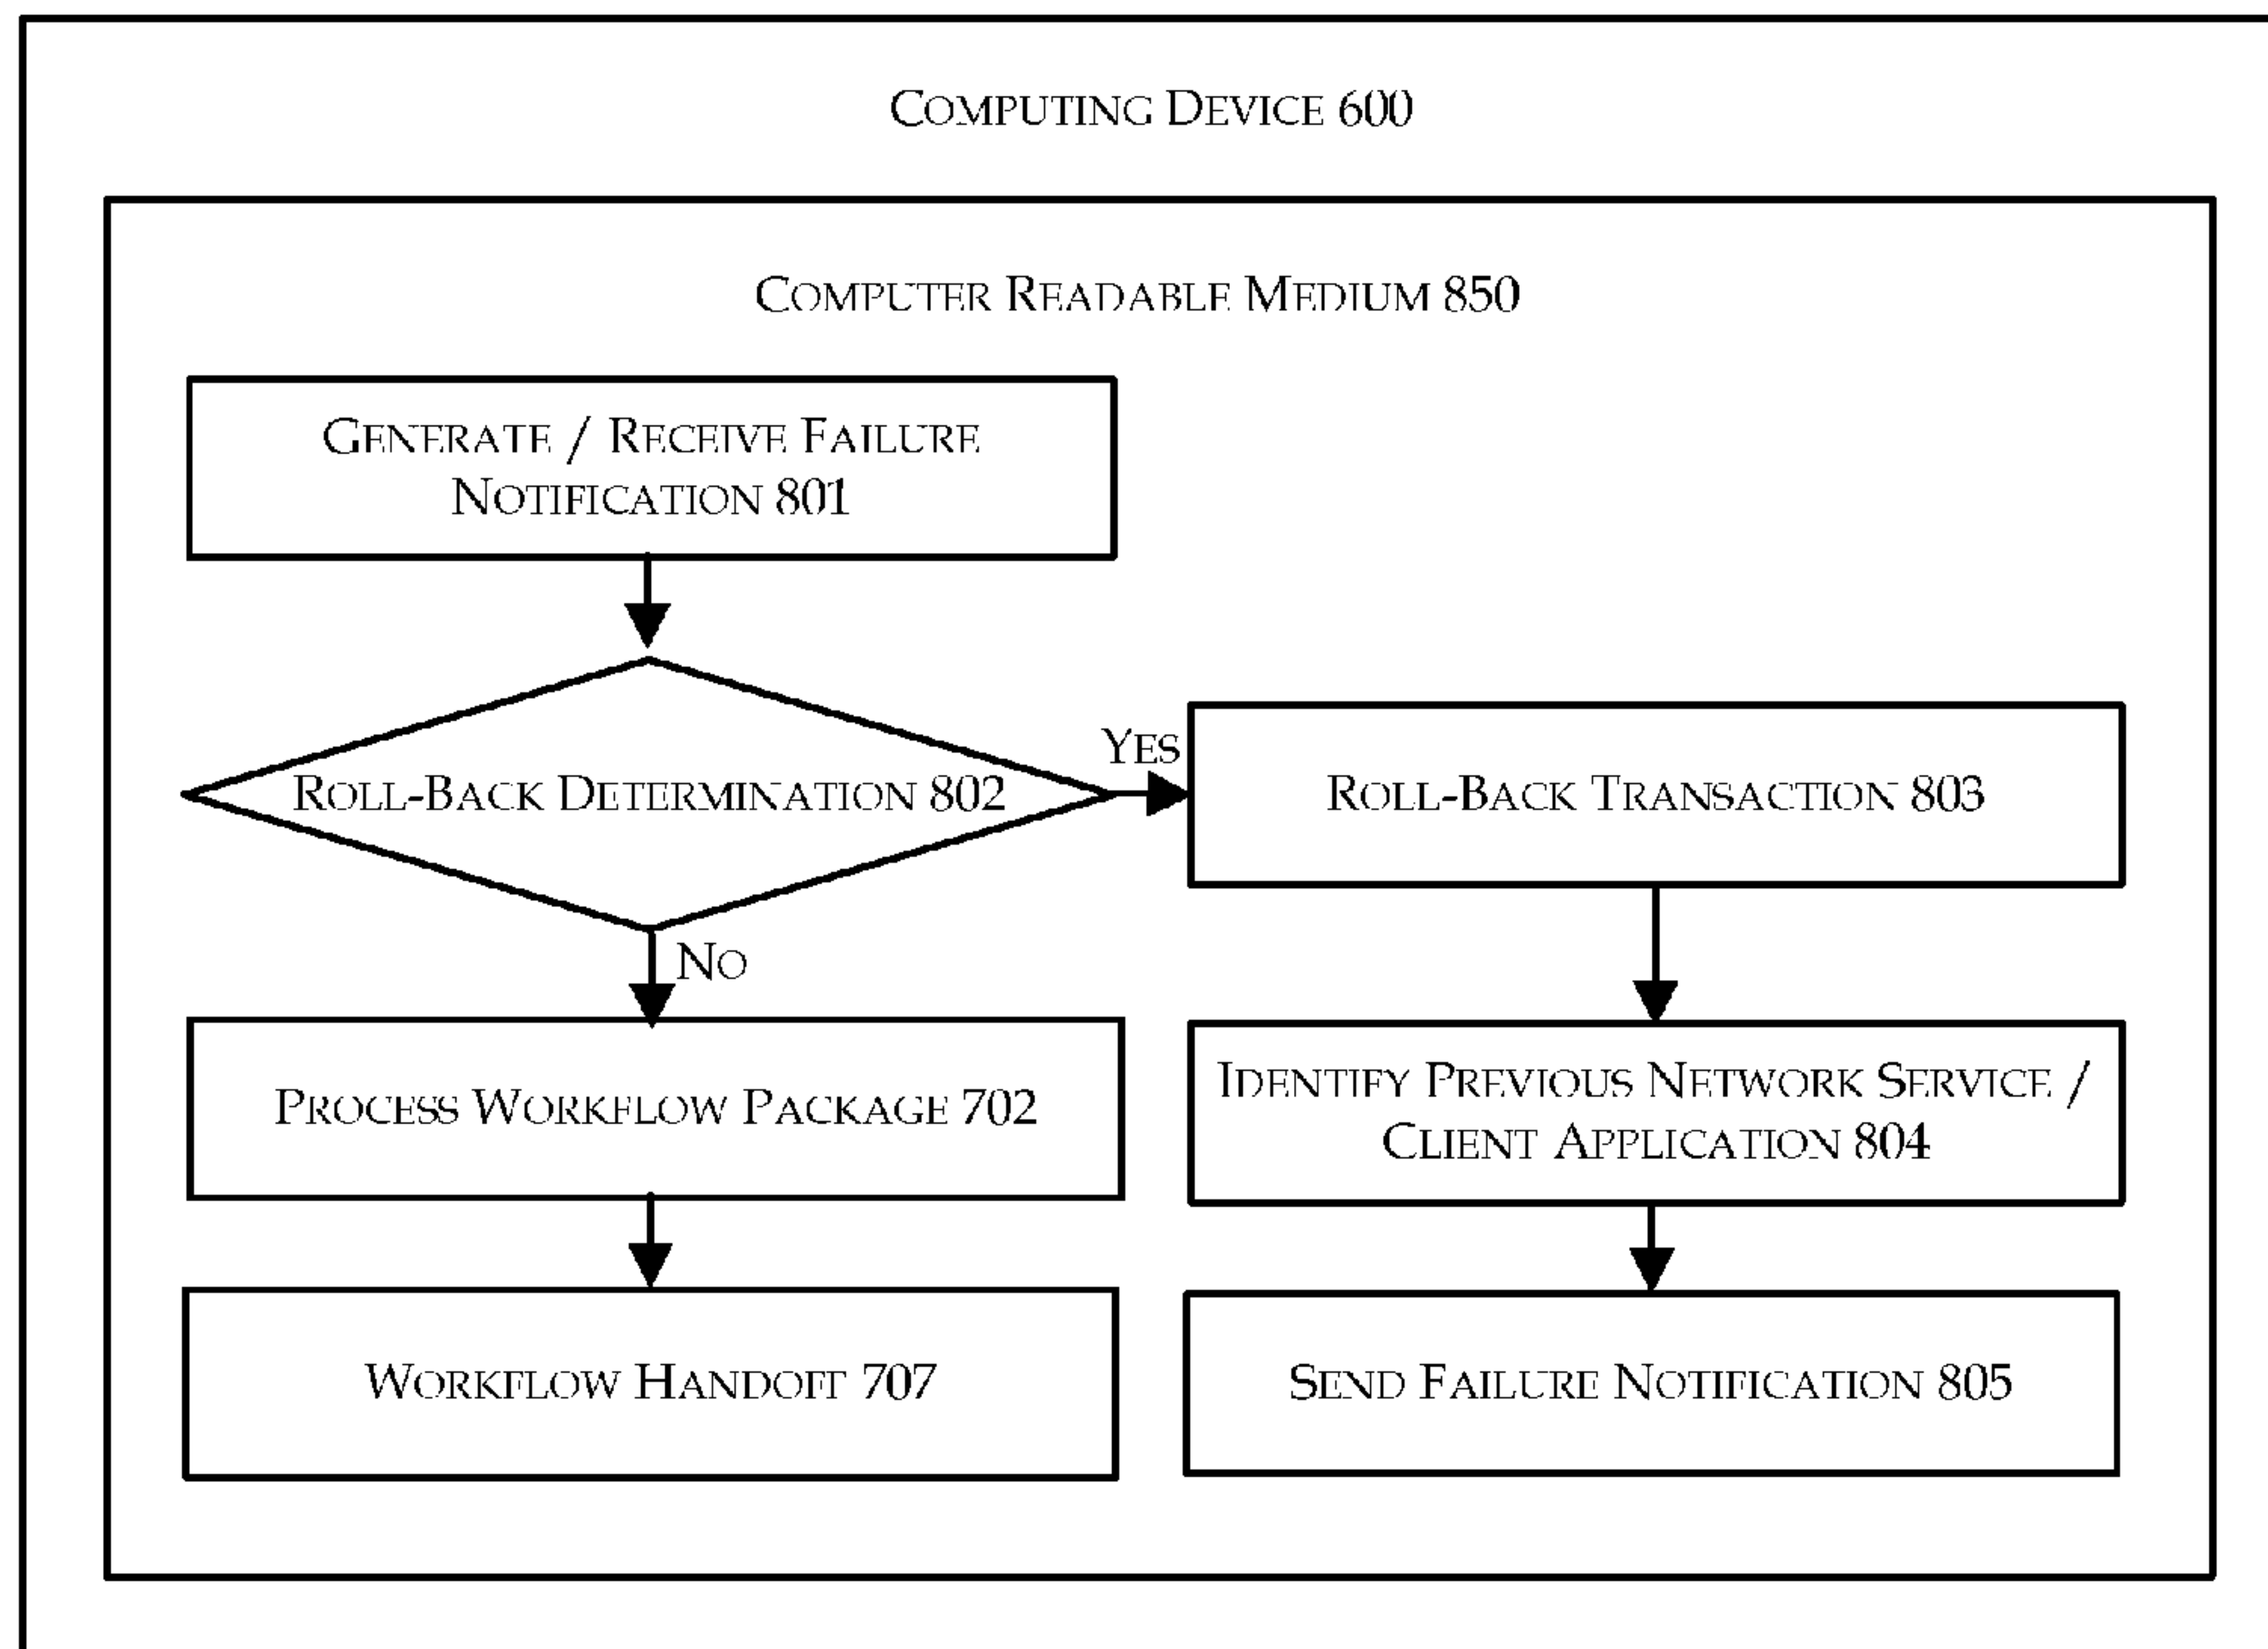 COMPUTING DEVICE 600
COMPUTER READABLE MEDIUM 850
GENERATE / RECEIVE FAILURE
NOTIFICATION 801
ROLL-BACK DETERMINATION 802
YES
ROLL-BACK TRANSACTION 803
NO
PROCESS WORKFLOW PACKAGE 702
IDENTIFY PREVIOUS NETWORK SERVICE /
CLIENT APPLICATION 804
WORKFLOW HANDOFF 707
SEND FAILURE NOTIFICATION 805